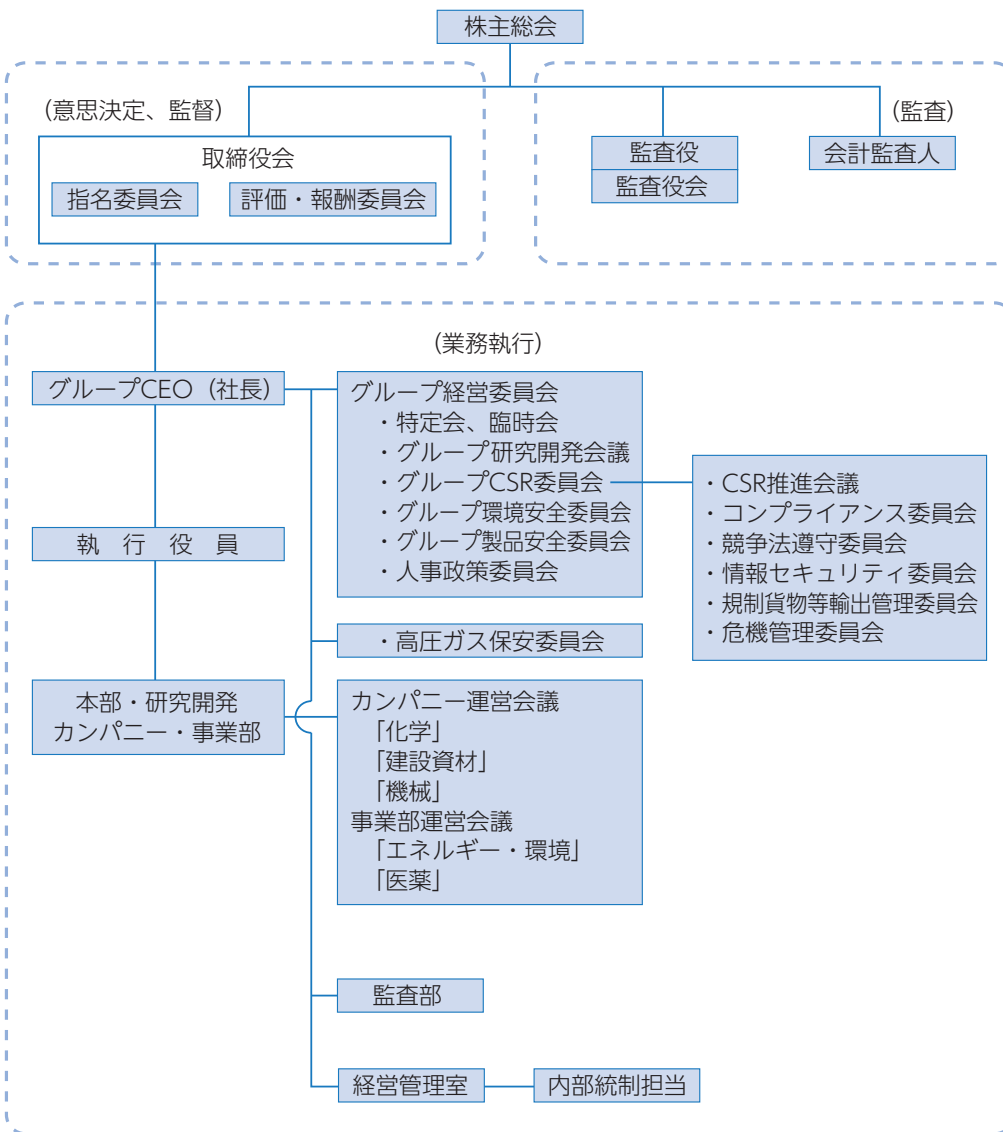 株主総会
(意思決定、監督)
(監査)
取締役会
指名委員会
評価・報酬委員会
監査役
監査役会
会計監査人
(業務執行)
グループCEO(社長)
グループ経営委員会
・特定会、臨時会
・グループ研究開発会議
・グループCSR委員会
・グループ環境安全委員会
・グループ製品安全委員会
・人事政策委員会
・CSR推進会議
・コンプライアンス委員会
・競争法遵守委員会
・情報セキュリティ委員会
・規制貨物等輸出管理委員会
・危機管理委員会
執行役員
・高圧ガス保安委員会
本部・研究開発
カンパニー・事業部
カンパニー運営会議
「化学」
「建設資材」
「機械」
事業部運営会議
「エネルギー・環境」
「医薬」
監査部
経営管理室
内部統制担当